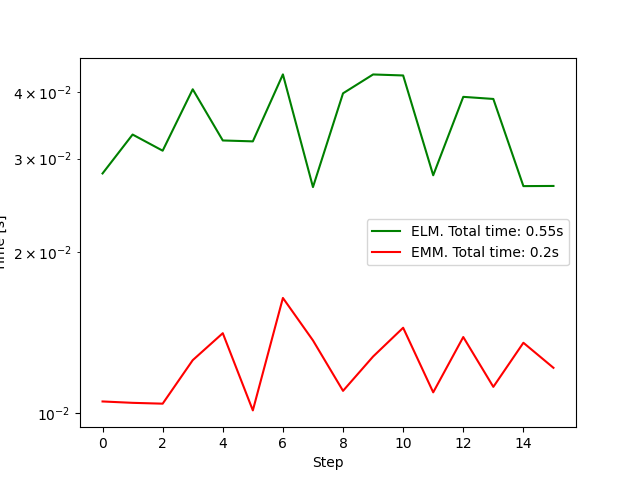 4 × 10⁻²
3 × 10⁻²
2 × 10⁻²
10⁻²
ELM. Total time: 0.55s
EMM. Total time: 0.2s
0 2 4 6 8 10 12 14
Step